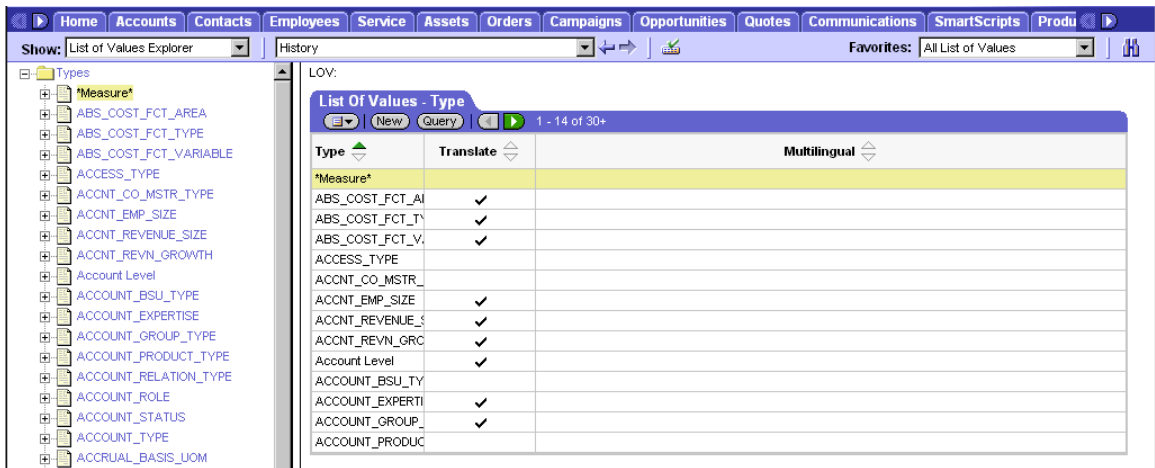 Home Accounts Contacts Employees Service Assets Orders Campaigns Opportunities Quotes Communications SmartScripts Produ
Show: List of Values Explorer History Favorites: All List of Values
Types
*Measure*
ABS_COST_FCT_AREA
ABS_COST_FCT_TYPE
ABS_COST_FCT_VARIABLE
ACCESS_TYPE
ACCNT_CO_MSTR_TYPE
ACCNT_EMP_SIZE
ACCNT_REVENUE_SIZE
ACCNT_REVN_GROWTH
Account Level
ACCOUNT_BSU_TYPE
ACCOUNT_EXPERTISE
ACCOUNT_GROUP_TYPE
ACCOUNT_PRODUCT_TYPE
ACCOUNT_RELATION_TYPE
ACCOUNT_ROLE
ACCOUNT_STATUS
ACCOUNT_TYPE
ACCRUAL_BASIS_UOM
LOV:
List Of Values - Type
New Query 1 - 14 of 30+
Type Translate Multilingual
*Measure*
ABS_COST_FCT_A
ABS_COST_FCT_T
ABS_COST_FCT_V
ACCESS_TYPE
ACCNT_CO_MSTR_
ACCNT_EMP_SIZE
ACCNT_REVENUE_S
ACCNT_REVN_GRO
Account Level
ACCOUNT_BSU_TY
ACCOUNT_EXPERTI
ACCOUNT_GROUP_
ACCOUNT_PRODUC